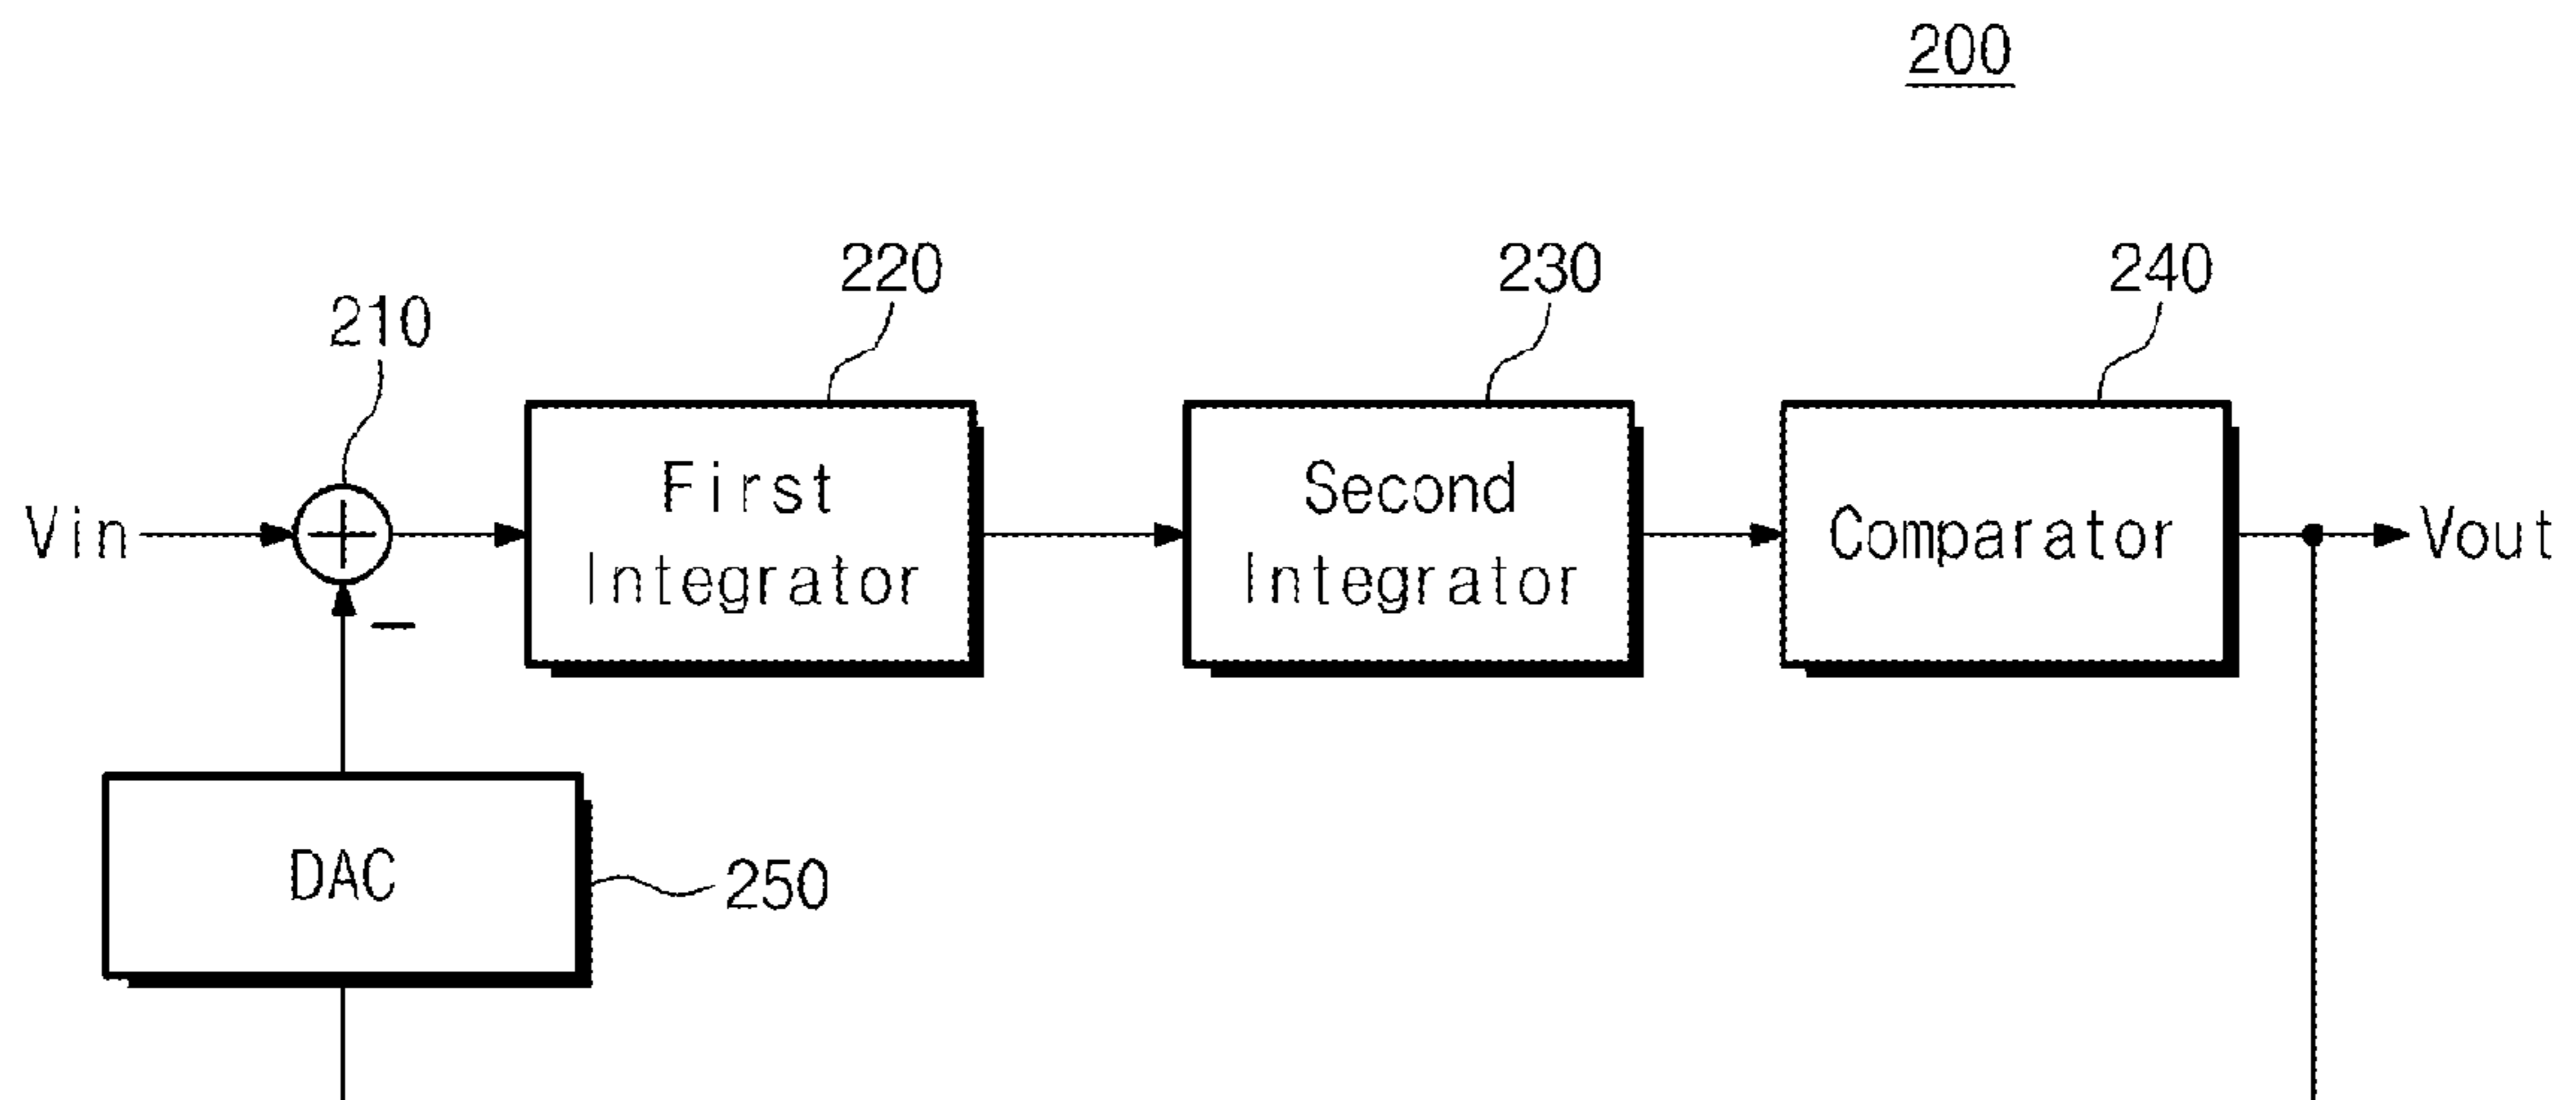 200
220
230
240
210
First
Integrator
Second
Integrator
Comparator
Vin
Vout
−
DAC
250